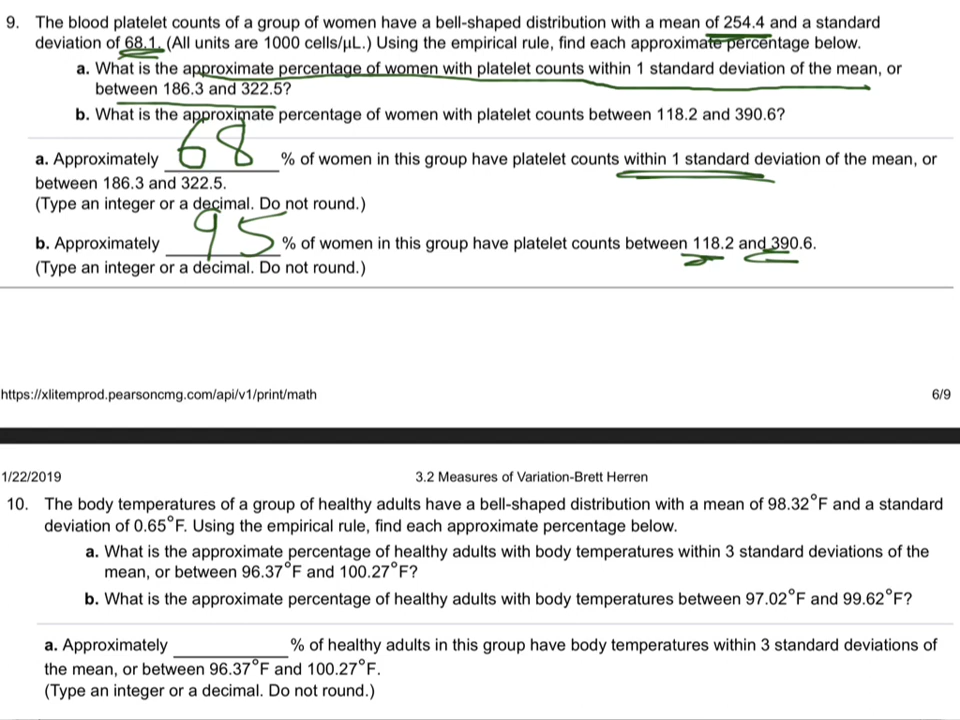 9. The blood platelet counts of a group of women have a bell-shaped distribution with a mean of 254.4 and a standard
deviation of 68.1. (All units are 1000 cells/μL.) Using the empirical rule, find each approximate percentage below.
a. What is the approximate percentage of women with platelet counts within 1 standard deviation of the mean, or
between 186.3 and 322.5?
b. What is the approximate percentage of women with platelet counts between 118.2 and 390.6?
a. Approximately 68 % of women in this group have platelet counts within 1 standard deviation of the mean, or
between 186.3 and 322.5.
(Type an integer or a decimal. Do not round.)
b. Approximately 95 % of women in this group have platelet counts between 118.2 and 390.6.
(Type an integer or a decimal. Do not round.)
https://xlitemprod.pearsoncmg.com/api/v1/print/math 6/9
1/22/2019 3.2 Measures of Variation-Brett Herren
10. The body temperatures of a group of healthy adults have a bell-shaped distribution with a mean of 98.32°F and a standard
deviation of 0.65°F. Using the empirical rule, find each approximate percentage below.
a. What is the approximate percentage of healthy adults with body temperatures within 3 standard deviations of the
mean, or between 96.37°F and 100.27°F?
b. What is the approximate percentage of healthy adults with body temperatures between 97.02°F and 99.62°F?
a. Approximately ____________ % of healthy adults in this group have body temperatures within 3 standard deviations of
the mean, or between 96.37°F and 100.27°F.
(Type an integer or a decimal. Do not round.)